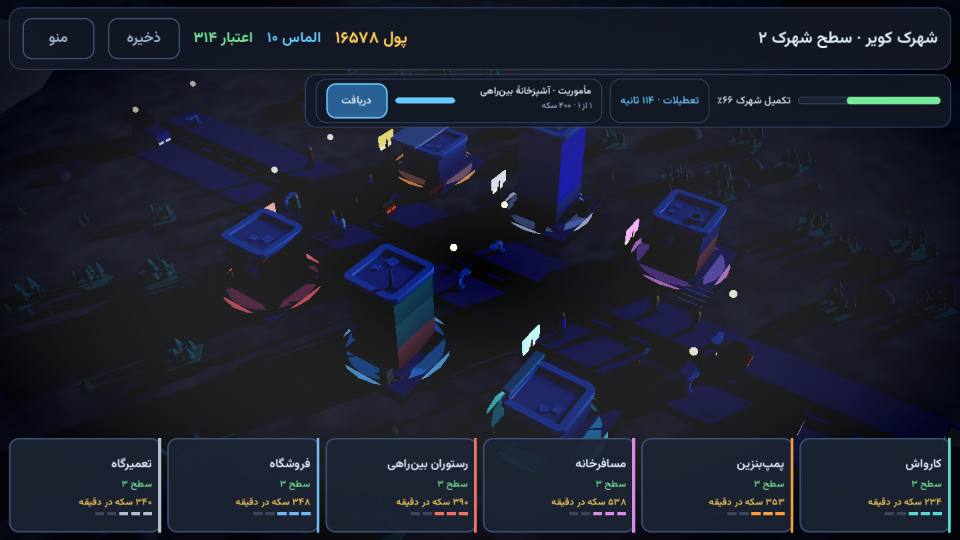 شهرک کویر · سطح شهرک ۲
پول ۱۶۵۷۸
الماس ۱۰
اعتبار ۳۱۴
ذخیره
منو
تکمیل شهرک ۶۶٪
تعطیلات · ۱۱۴ ثانیه
مأموریت · آشپزخانهٔ بین‌راهی
۱ از ۱ · ۴۰۰ سکه
دریافت
کارواش
سطح ۳
۲۳۴ سکه در دقیقه
پمپ‌بنزین
سطح ۳
۳۵۳ سکه در دقیقه
مسافرخانه
سطح ۳
۵۳۸ سکه در دقیقه
رستوران بین‌راهی
سطح ۳
۳۹۰ سکه در دقیقه
فروشگاه
سطح ۳
۳۴۸ سکه در دقیقه
تعمیرگاه
سطح ۳
۳۴۰ سکه در دقیقه